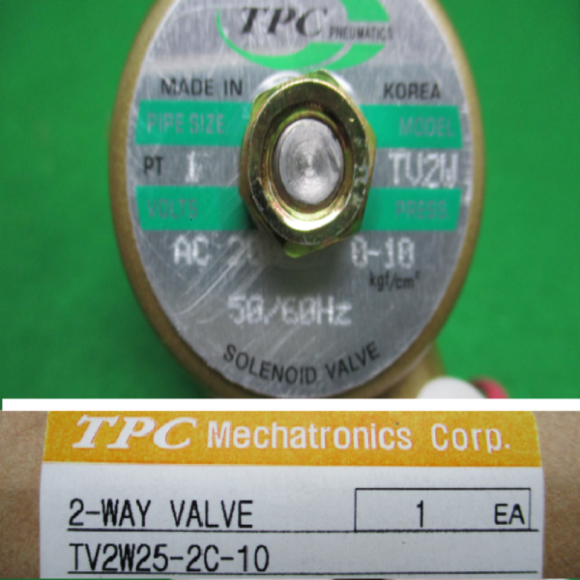 TPC PNEUMATICS
MADE IN KOREA
PIPE SIZE MODEL
PT 1 TV2W
VOLTS PRESS.
AC 0-10
kgf/cm²
50/60Hz
SOLENOID VALVE
TPC Mechatronics Corp.
2-WAY VALVE 1 EA
TV2W25-2C-10